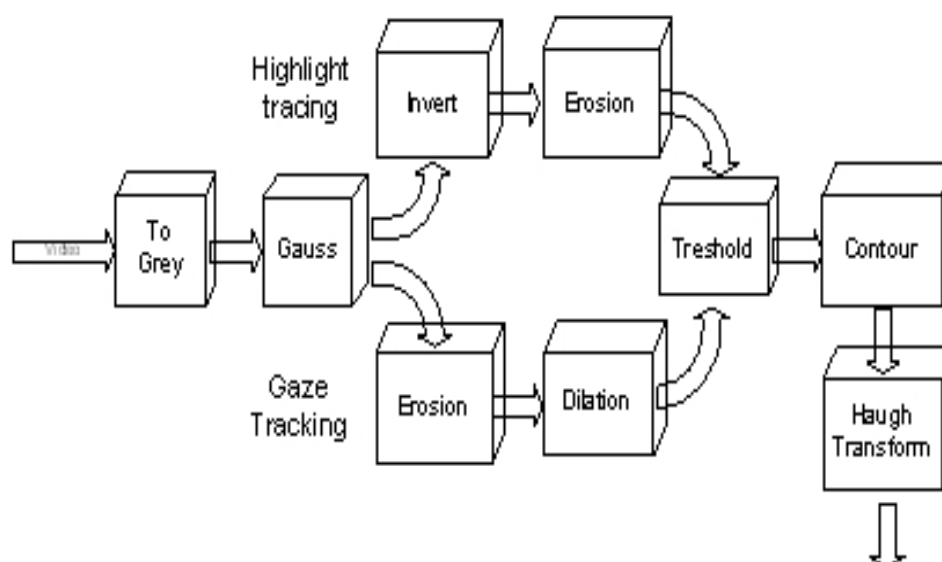 Highlight
tracing
Invert
Erosion
Video
To
Grey
Gauss
Treshold
Contour
Gaze
Tracking
Erosion
Dilation
Haugh
Transform